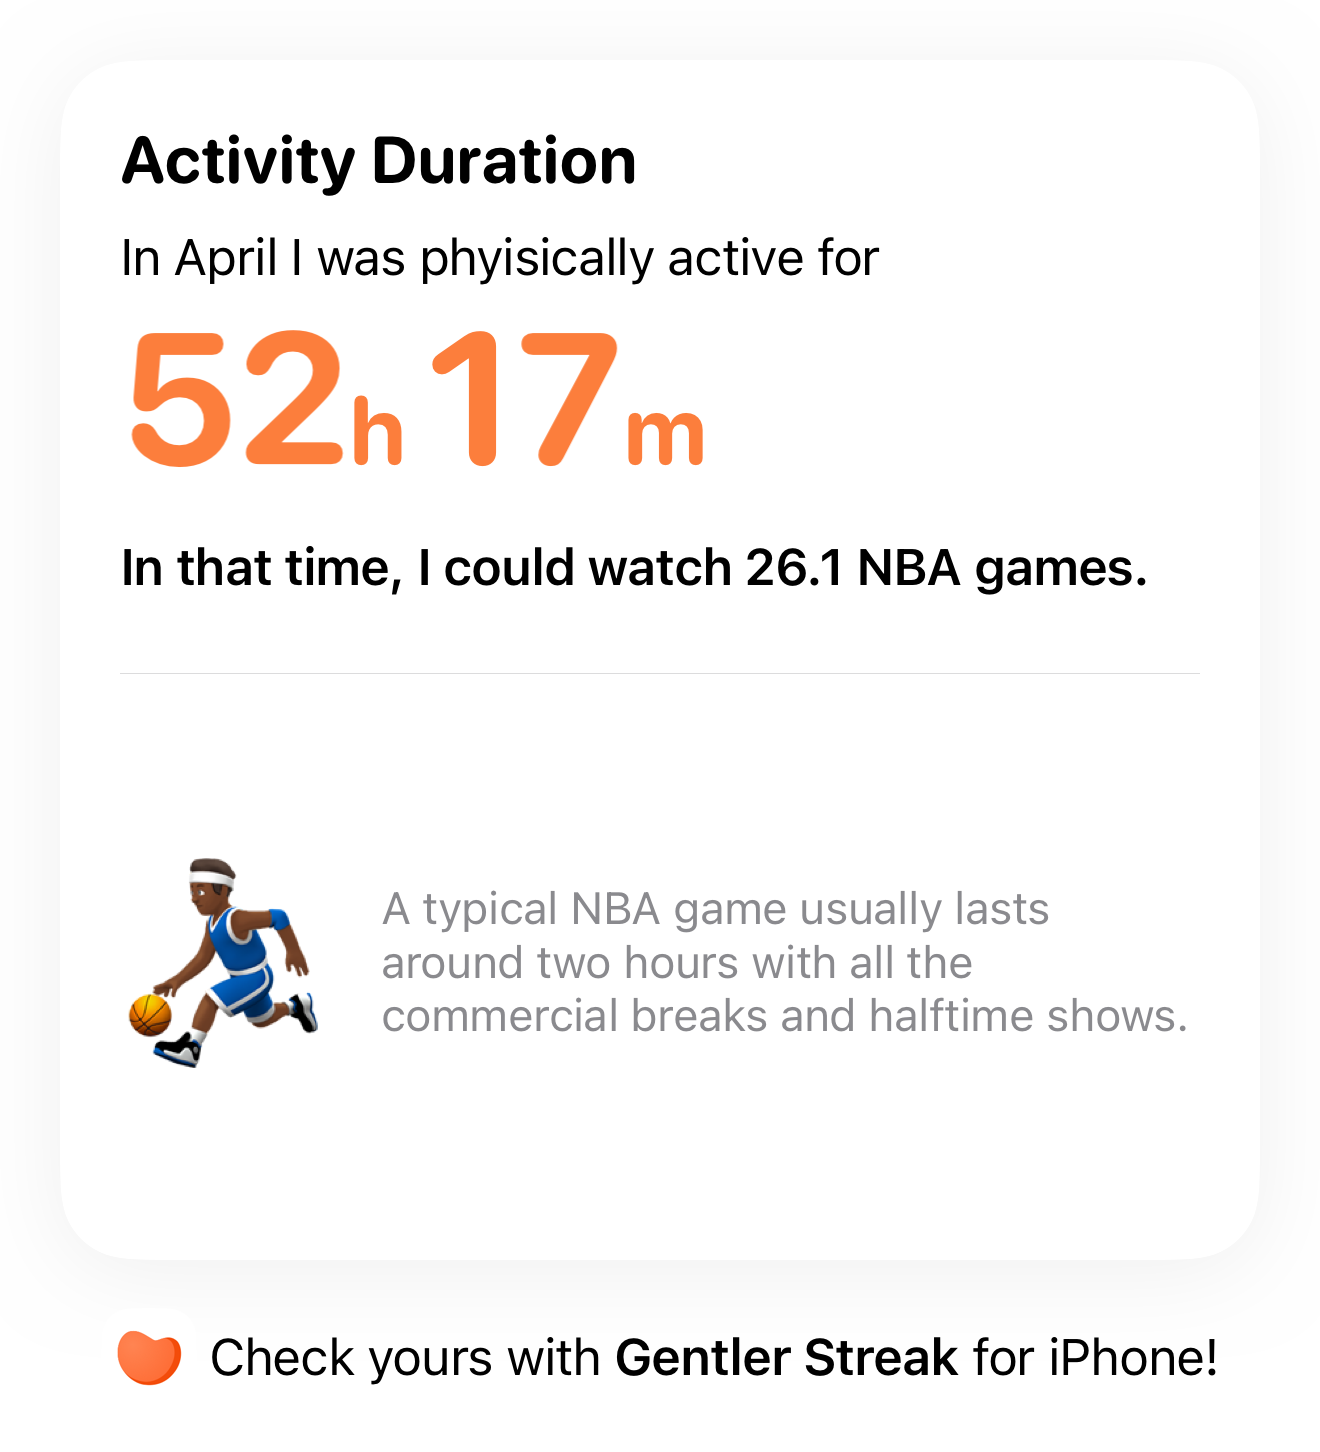 Activity Duration
In April I was phyisically active for
52h 17m
In that time, I could watch 26.1 NBA games.
A typical NBA game usually lasts
around two hours with all the
commercial breaks and halftime shows.
Check yours with Gentler Streak for iPhone!